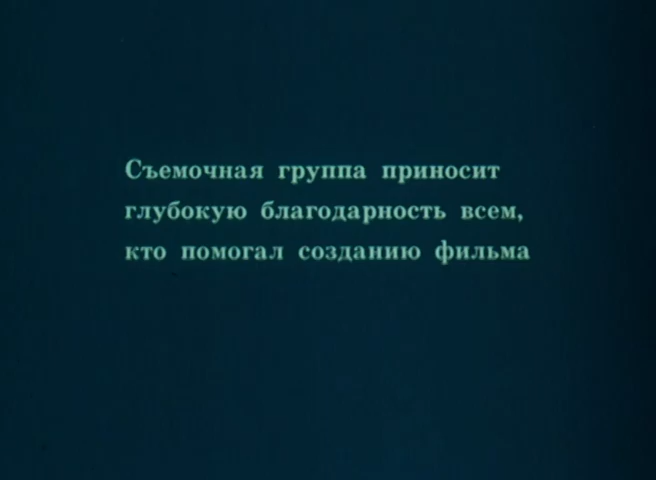 Съемочная группа приносит
глубокую благодарность всем,
кто помогал созданию фильма